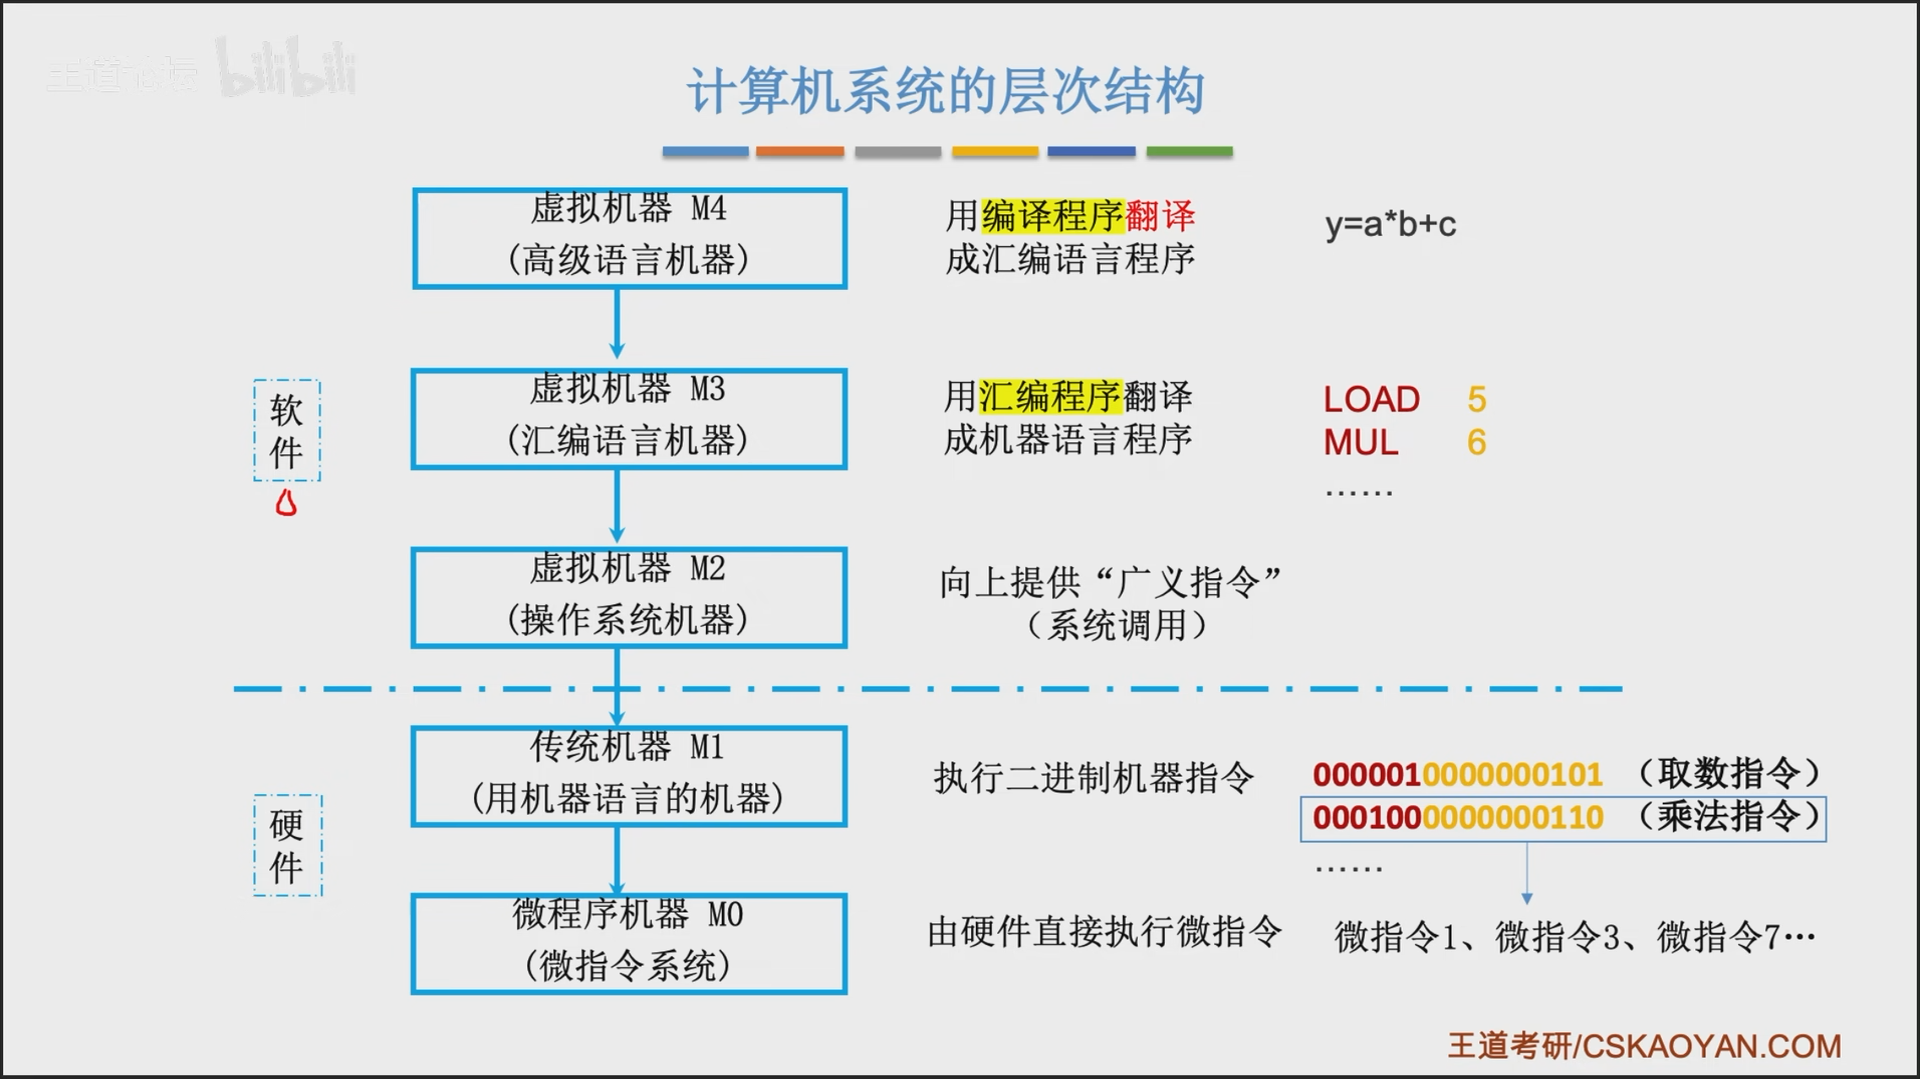 王道论坛 bilibili
计算机系统的层次结构
虚拟机器 M4
(高级语言机器)
用编译程序翻译
成汇编语言程序
y=a*b+c
软
件
虚拟机器 M3
(汇编语言机器)
用汇编程序翻译
成机器语言程序
LOAD 5
MUL 6
……
虚拟机器 M2
(操作系统机器)
向上提供“广义指令”
（系统调用）
硬
件
传统机器 M1
(用机器语言的机器)
执行二进制机器指令
0000010000000101 （取数指令）
0001000000000110 （乘法指令）
……
微程序机器 M0
(微指令系统)
由硬件直接执行微指令
微指令1、微指令3、微指令7…
王道考研/CSKAOYAN.COM